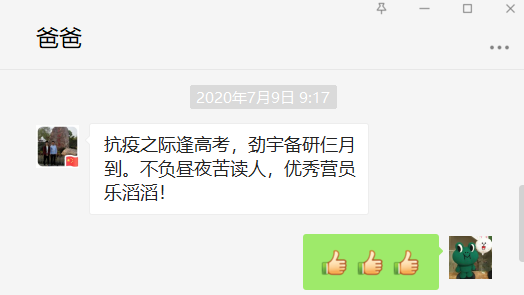 爸爸
2020年7月9日 9:17
抗疫之际逢高考，劲宇备研仨月
到。不负昼夜苦读人，优秀营员
乐滔滔！